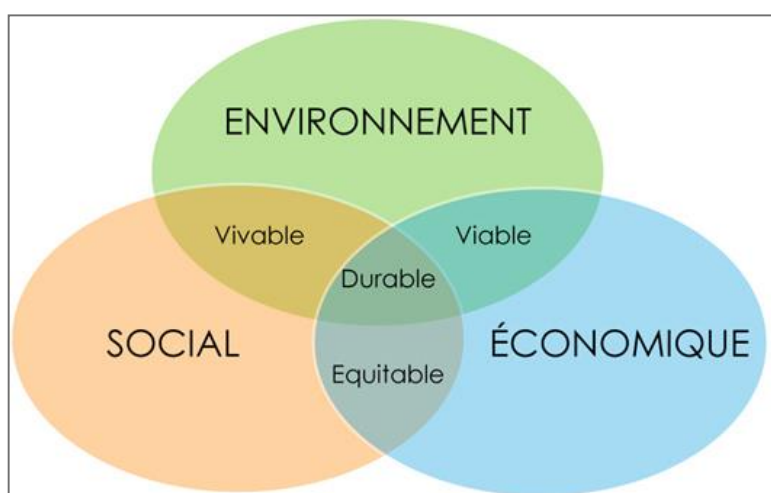 ENVIRONNEMENT
Vivable
Viable
Durable
SOCIAL
ÉCONOMIQUE
Equitable